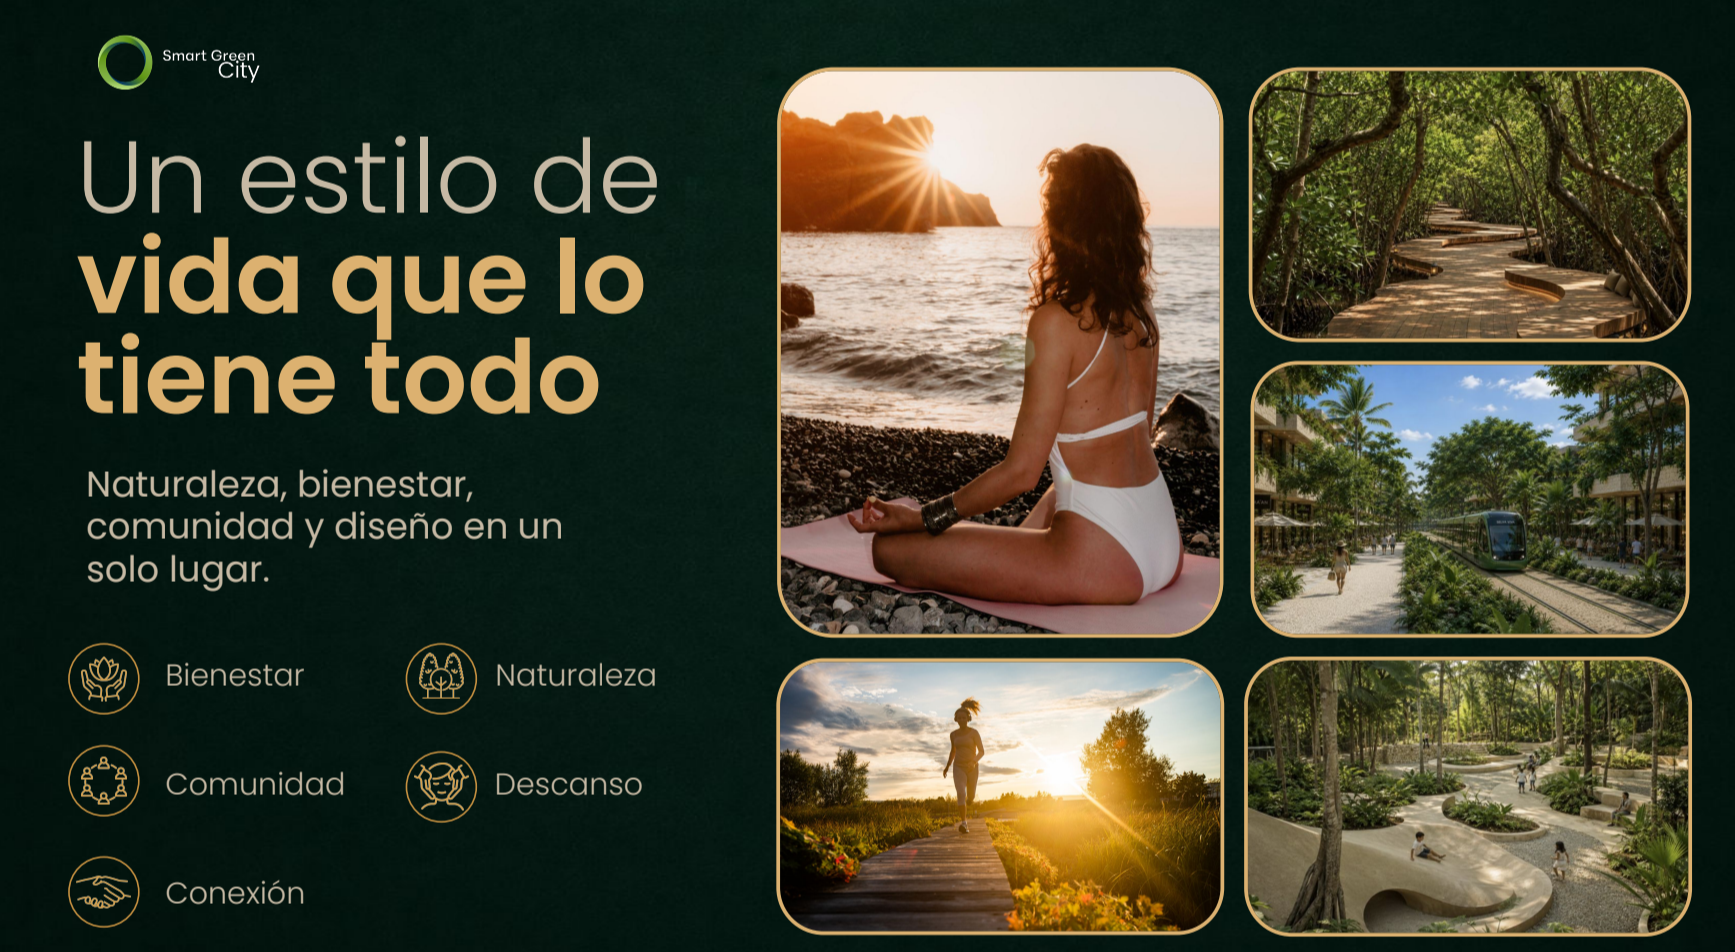 Smart Green
City
Un estilo de
vida que lo
tiene todo
Naturaleza, bienestar,
comunidad y diseño en un
solo lugar.
Bienestar
Naturaleza
Comunidad
Descanso
Conexión